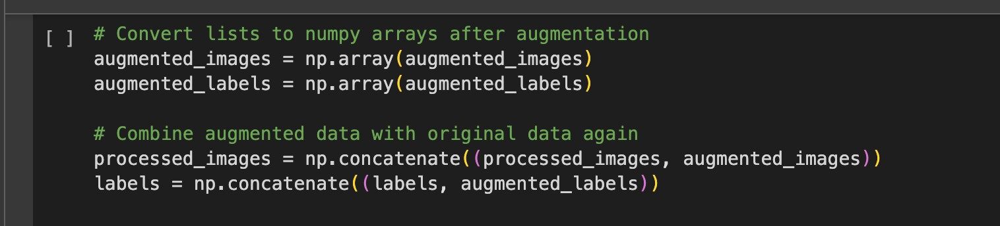 [ ] # Convert lists to numpy arrays after augmentation
augmented_images = np.array(augmented_images)
augmented_labels = np.array(augmented_labels)

# Combine augmented data with original data again
processed_images = np.concatenate((processed_images, augmented_images))
labels = np.concatenate((labels, augmented_labels))